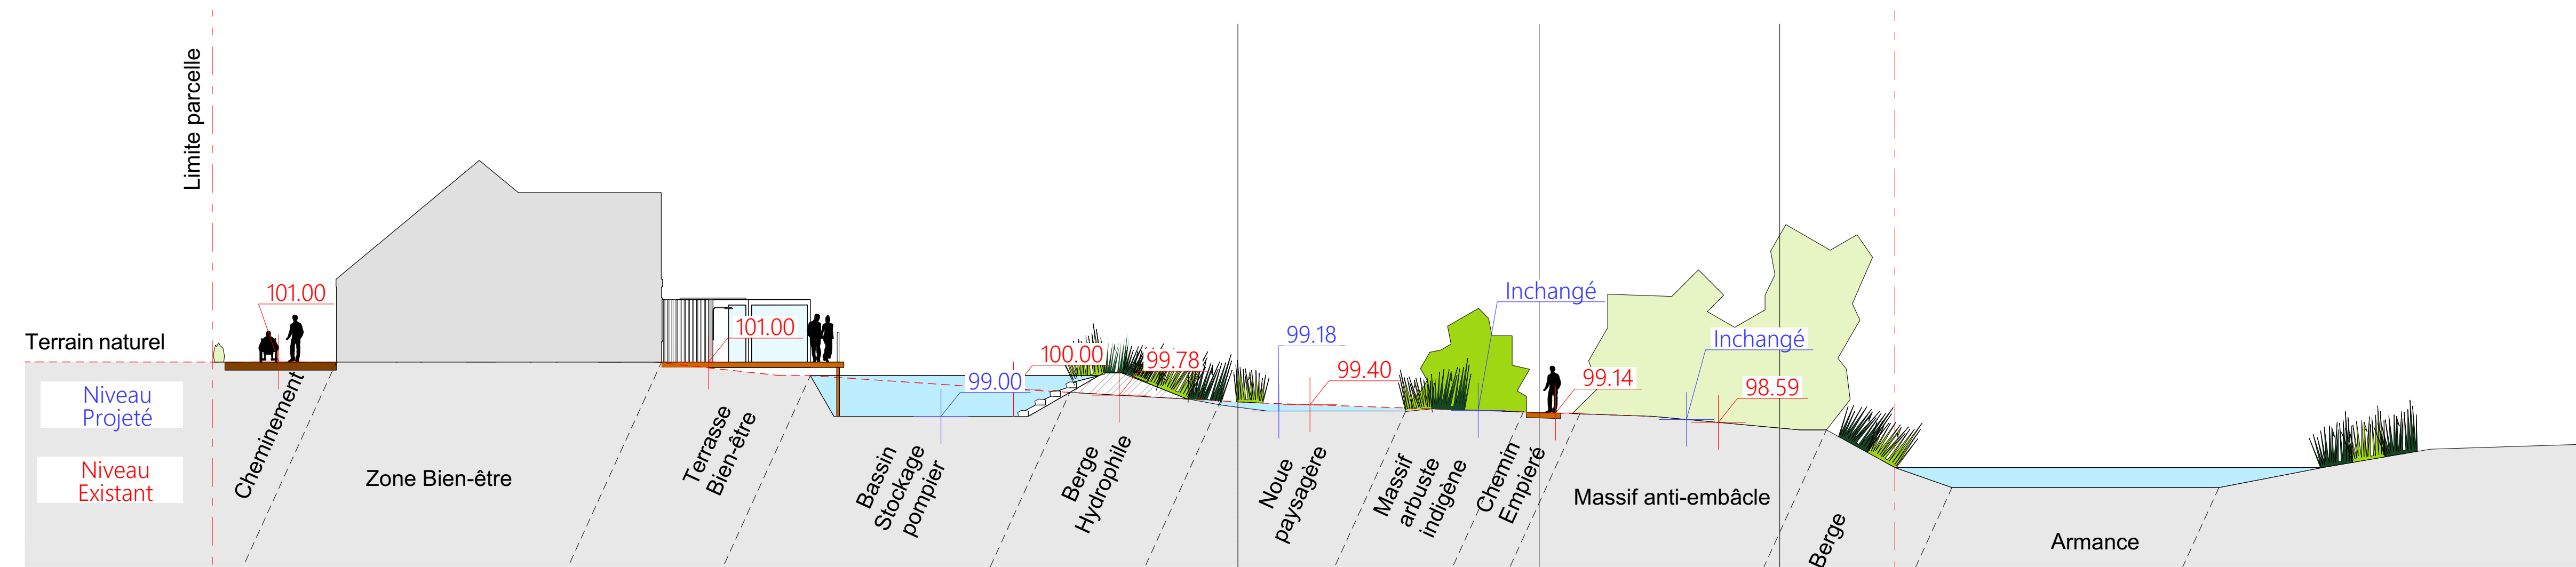 Limite parcelle
Terrain naturel
Niveau
Projeté
Niveau
Existant
101.00
Cheminement
Zone Bien-être
101.00
Terrasse
Bien-être
99.00
Bassin
Stockage
pompier
100.00
99.78
Berge
Hydrophile
99.18
99.40
Noue
paysagère
Inchangé
Massif
arbuste
indigène
99.14
Chemin
Empieré
Inchangé
98.59
Massif anti-embâcle
Berge
Armance